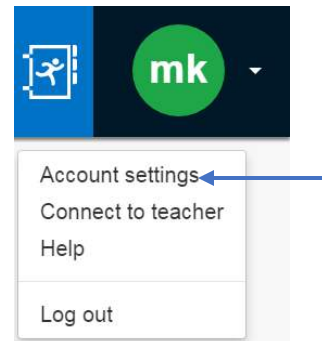 mk
Account settings
Connect to teacher
Help
Log out